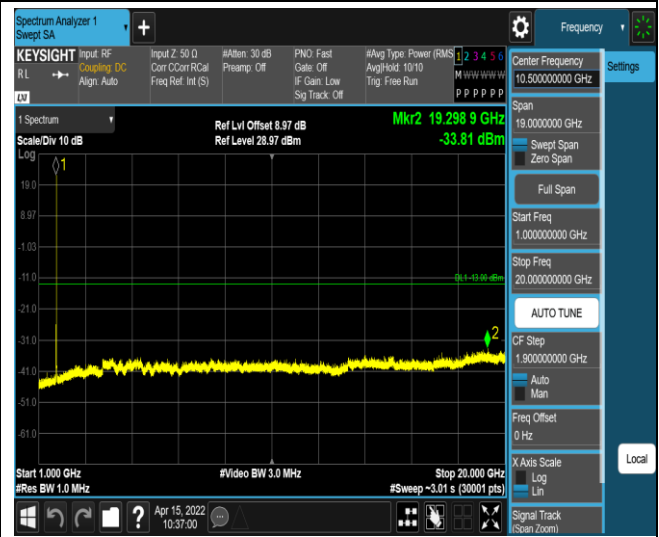 Spectrum Analyzer 1
Swept SA
+
Frequency
KEYSIGHT
RL
LXI
Input: RF
Coupling: DC
Align: Auto
Input Z: 50 Ω
Corr CCorr RCal
Freq Ref: Int (S)
#Atten: 30 dB
Preamp: Off
PNO: Fast
Gate: Off
IF Gain: Low
Sig Track: Off
#Avg Type: Power (RMS
Avg|Hold: 10/10
Trig: Free Run
1 2 3 4 5 6
M W W W W W
P P P P P P
1 Spectrum
Scale/Div 10 dB
Log
Ref Lvl Offset 8.97 dB
Ref Level 28.97 dBm
Mkr2 19.298 9 GHz
-33.81 dBm
1
19.0
8.97
-1.03
-11.0
DL1 -13.00 dBm
-21.0
-31.0
2
-41.0
-51.0
-61.0
Start 1.000 GHz
#Res BW 1.0 MHz
#Video BW 3.0 MHz
Stop 20.000 GHz
#Sweep ~3.01 s (30001 pts)
Center Frequency
10.500000000 GHz
Settings
Span
19.0000000 GHz
Swept Span
Zero Span
Full Span
Start Freq
1.000000000 GHz
Stop Freq
20.000000000 GHz
AUTO TUNE
CF Step
1.900000000 GHz
Auto
Man
Freq Offset
0 Hz
X Axis Scale
Log
Lin
Local
Signal Track
(Span Zoom)
?
Apr 15, 2022
10:37:00